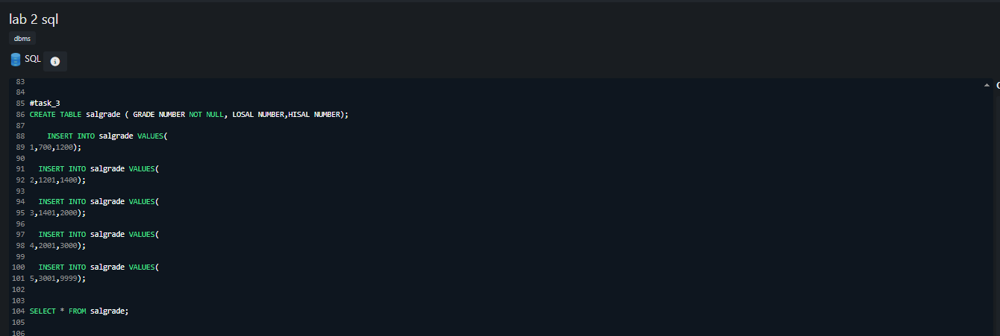 lab 2 sql
dbms
SQL
83
84
85 #task_3
86 CREATE TABLE salgrade ( GRADE NUMBER NOT NULL, LOSAL NUMBER,HISAL NUMBER);
87
88 INSERT INTO salgrade VALUES(
89 1,700,1200);
90
91 INSERT INTO salgrade VALUES(
92 2,1201,1400);
93
94 INSERT INTO salgrade VALUES(
95 3,1401,2000);
96
97 INSERT INTO salgrade VALUES(
98 4,2001,3000);
99
100 INSERT INTO salgrade VALUES(
101 5,3001,9999);
102
103
104 SELECT * FROM salgrade;
105
106